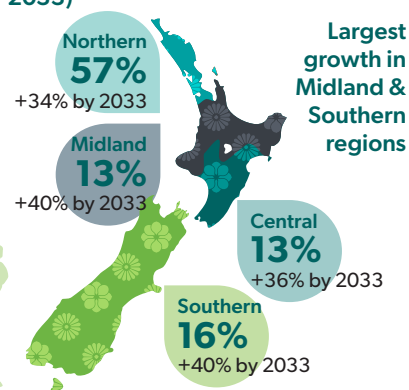 2033)
Northern
57%
+34% by 2033
Largest
growth in
Midland &
Southern
regions
Midland
13%
+40% by 2033
Central
13%
+36% by 2033
Southern
16%
+40% by 2033